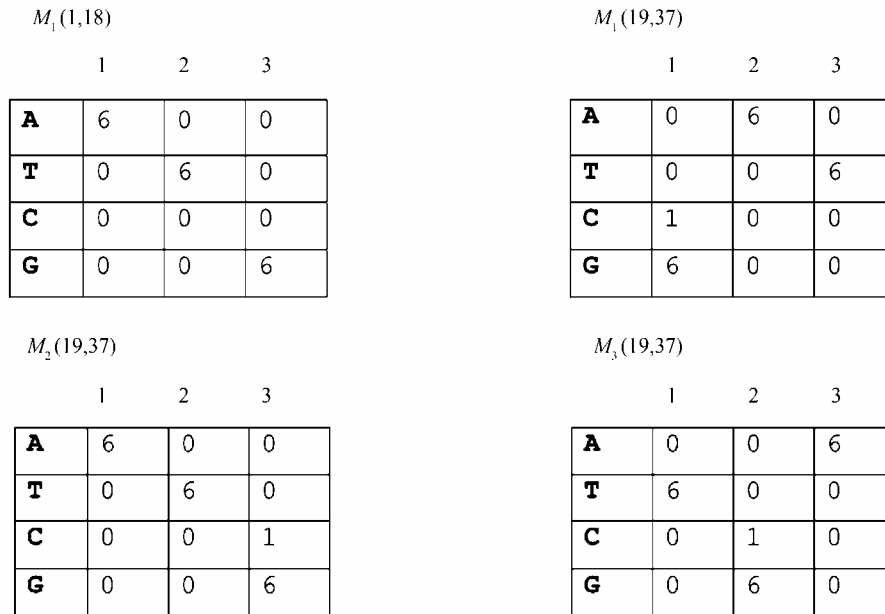 M₁(1,18)
1 2 3
A 6 0 0
T 0 6 0
C 0 0 0
G 0 0 6
M₁(19,37)
1 2 3
A 0 6 0
T 0 0 6
C 1 0 0
G 6 0 0
M₂(19,37)
1 2 3
A 6 0 0
T 0 6 0
C 0 0 1
G 0 0 6
M₃(19,37)
1 2 3
A 0 0 6
T 6 0 0
C 0 1 0
G 0 6 0